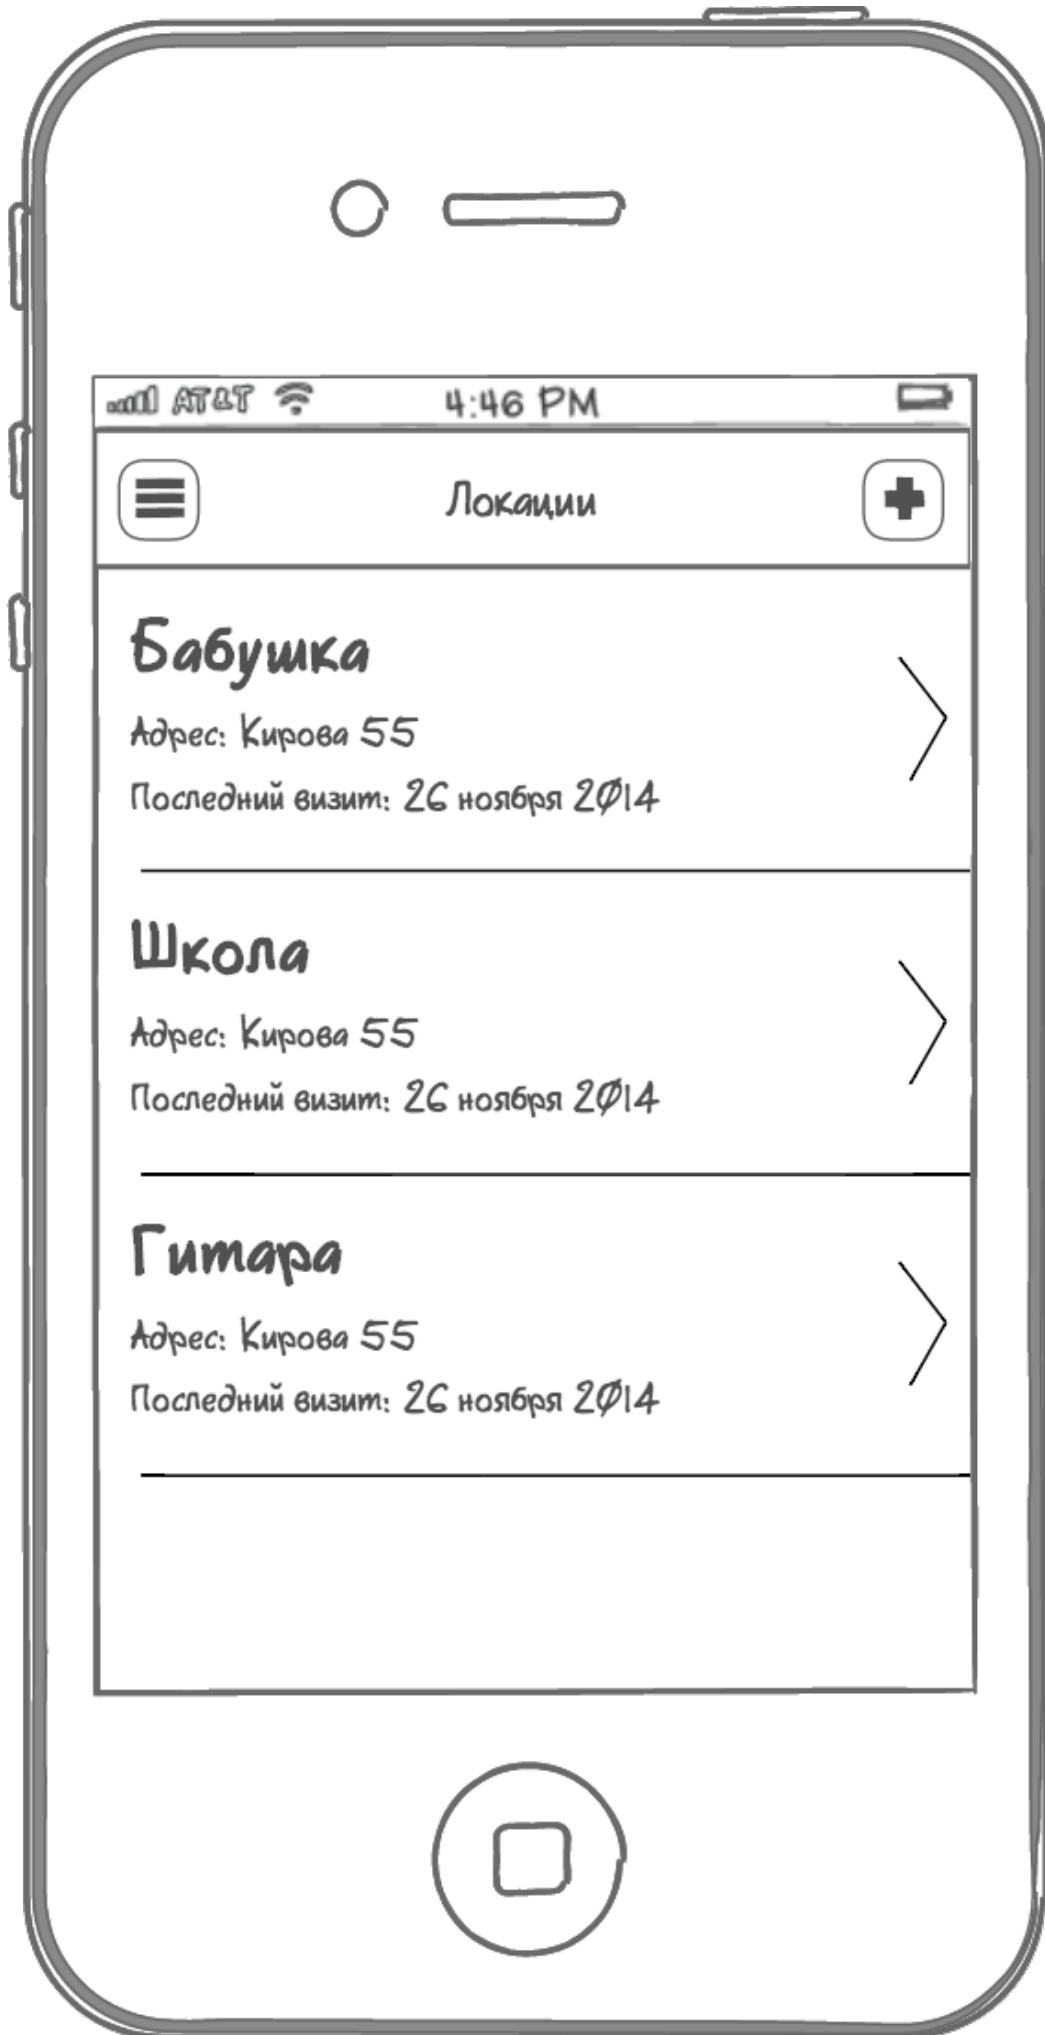 AT&T 4:46 PM
Локации
Бабушка
Адрес: Кирова 55
Последний визит: 26 ноября 2014
Школа
Адрес: Кирова 55
Последний визит: 26 ноября 2014
Гитара
Адрес: Кирова 55
Последний визит: 26 ноября 2014